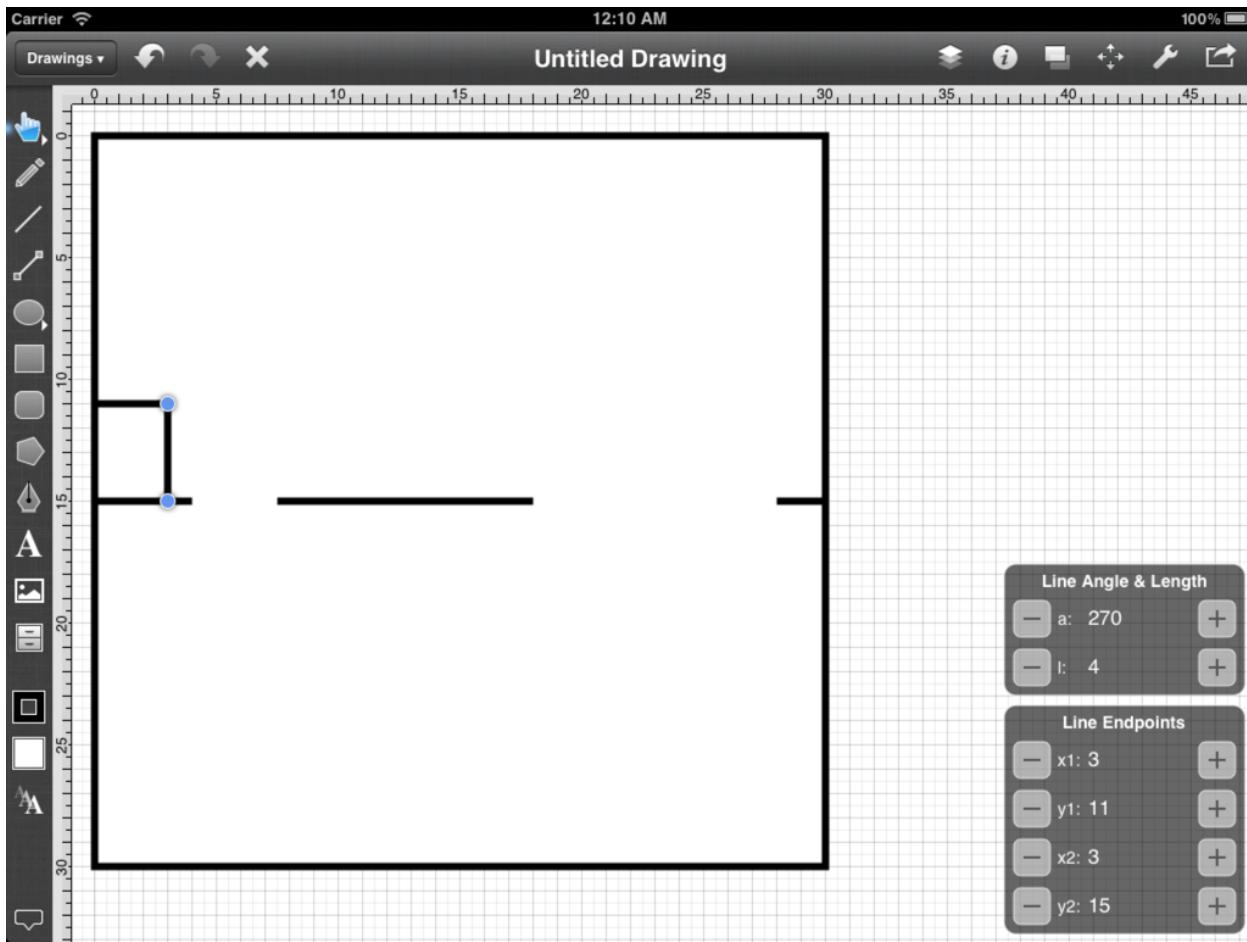 Carrier 12:10 AM 100%
Drawings ▾ Untitled Drawing
0 5 10 15 20 25 30 35 40 45
0
5
10
15
20
25
30
A
AAA
Line Angle & Length
a: 270
l: 4
Line Endpoints
x1: 3
y1: 11
x2: 3
y2: 15